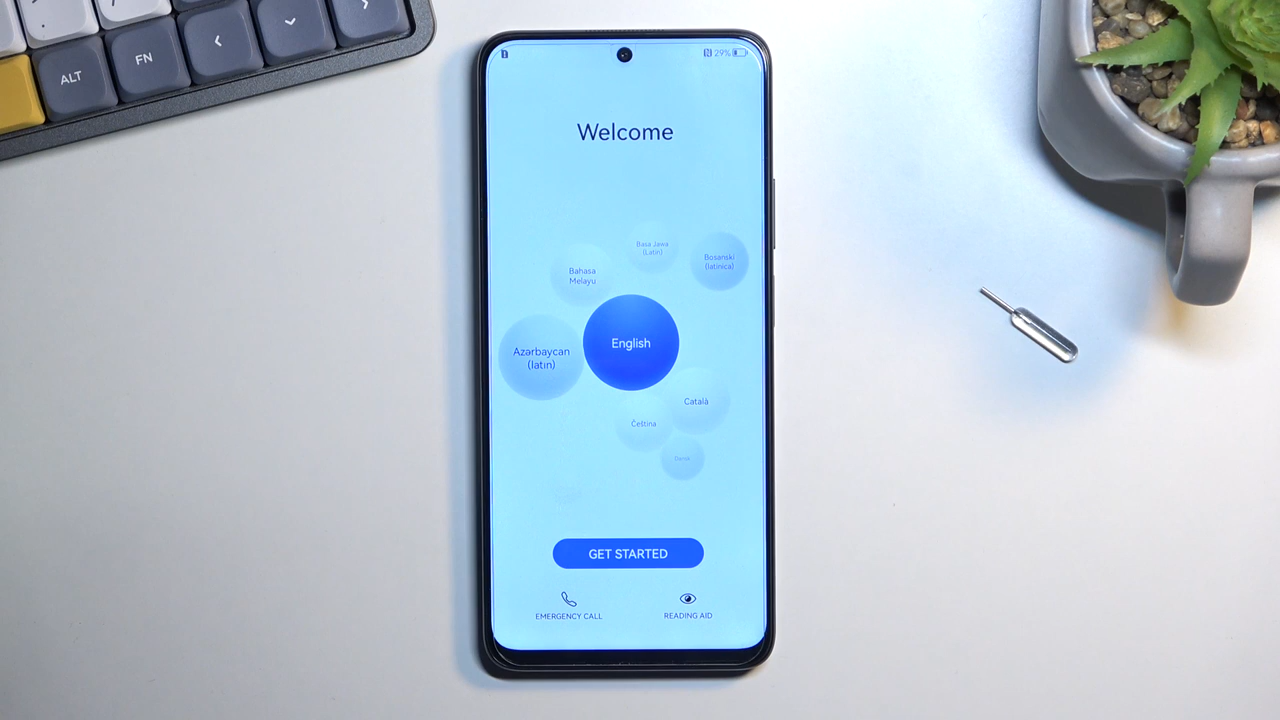 ALT
FN
29%
Welcome
Basa Jawa
(Latin)
Bosanski
(latinica)
Bahasa
Melayu
English
Azərbaycan
(latın)
Català
Čeština
Dansk
GET STARTED
EMERGENCY CALL
READING AID